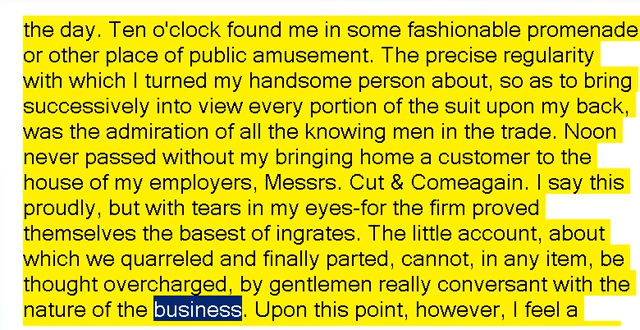 the day. Ten o'clock found me in some fashionable promenade
or other place of public amusement. The precise regularity
with which I turned my handsome person about, so as to bring
successively into view every portion of the suit upon my back,
was the admiration of all the knowing men in the trade. Noon
never passed without my bringing home a customer to the
house of my employers, Messrs. Cut & Comeagain. I say this
proudly, but with tears in my eyes-for the firm proved
themselves the basest of ingrates. The little account, about
which we quarreled and finally parted, cannot, in any item, be
thought overcharged, by gentlemen really conversant with the
nature of the business. Upon this point, however, I feel a